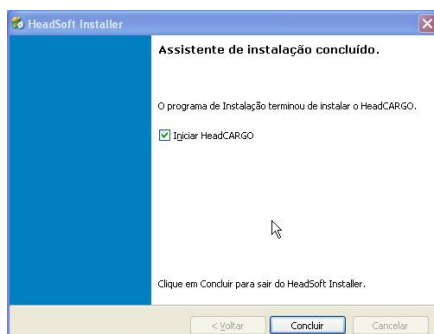 HeadSoft Installer
Assistente de instalação concluído.
O programa de Instalação terminou de instalar o HeadCARGO.
Iniciar HeadCARGO
Clique em Concluir para sair do HeadSoft Installer.
< Voltar Concluir Cancelar